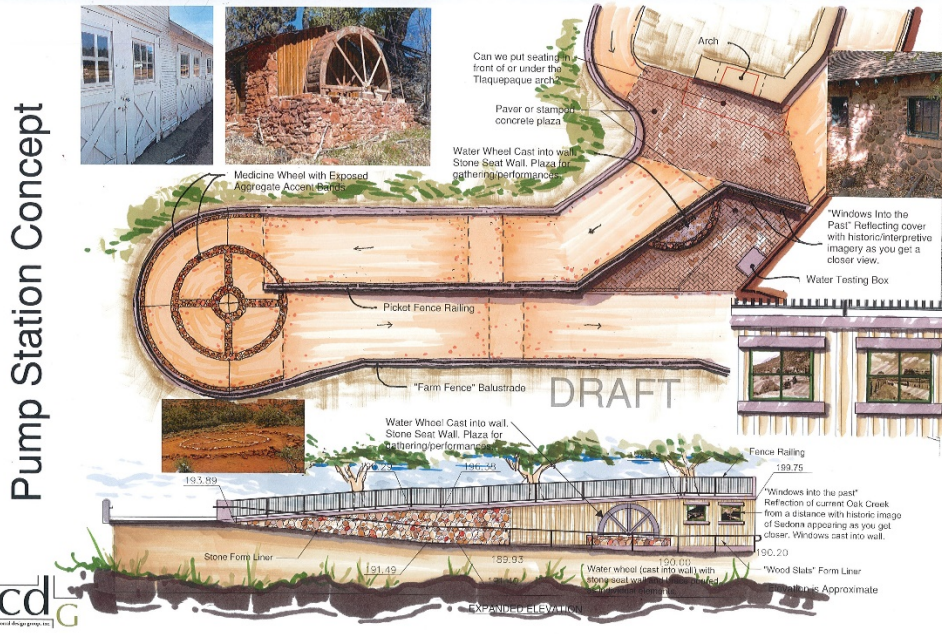 Pump Station Concept
Arch
Can we put seating in
front of or under the
Tlaquepaque arch?
Paver or stamped
concrete plaza
Water Wheel Cast into wall.
Stone Seat Wall. Plaza for
gathering/performances.
Medicine Wheel with Exposed
Aggregate Accent Bands
"Windows Into the
Past" Reflecting cover
with historic/interpretive
imagery as you get a
closer view.
Water Testing Box
Picket Fence Railing
"Farm Fence" Balustrade
DRAFT
Water Wheel Cast into wall.
Stone Seat Wall. Plaza for
gathering/performances.
Fence Railing
199.75
196.38
193.89
"Windows into the past"
Reflection of current Oak Creek
from a distance with historic image
of Sedona appearing as you get
closer. Windows cast into wall.
190.20
Stone Form Liner
191.49
189.93
190.00
Water wheel (cast into wall) with
stone seat wall and
"Wood Slats" Form Liner
Elevation is Approximate
EXPANDED ELEVATION
cd
G